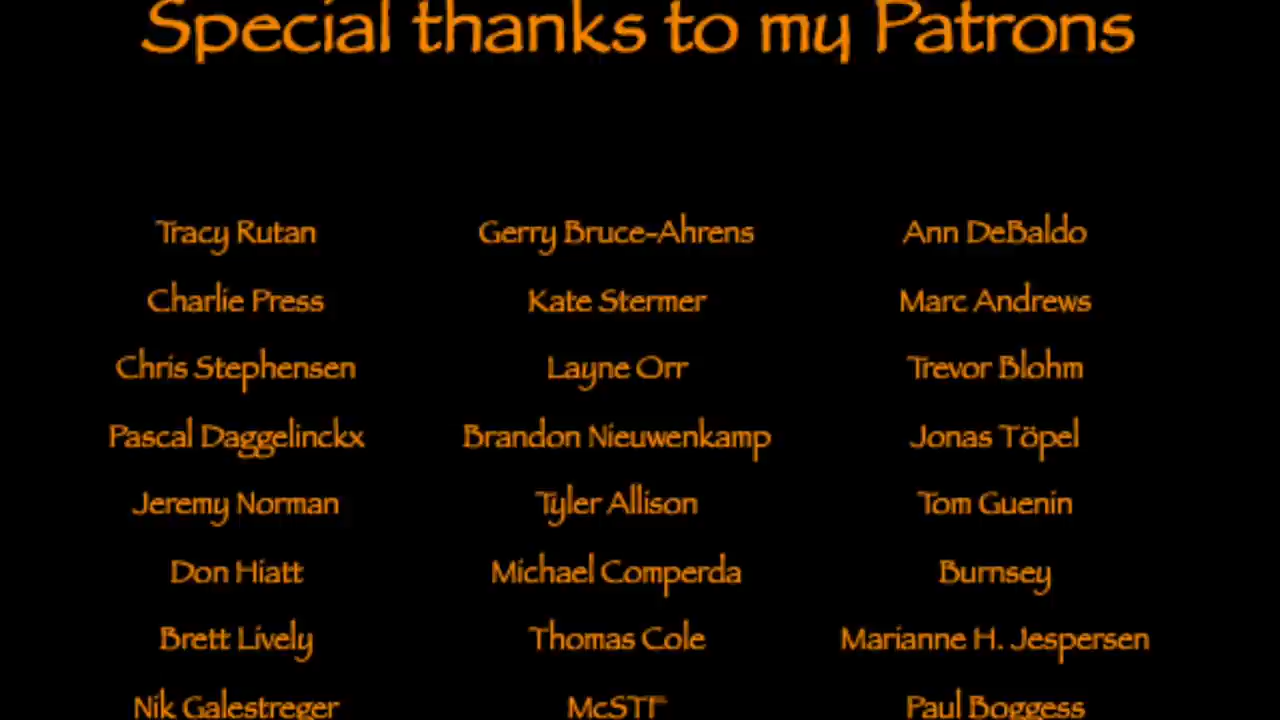 Special thanks to my Patrons
Tracy Rutan Gerry Bruce-Ahrens Ann DeBaldo
Charlie Press Kate Stermer Marc Andrews
Chris Stephensen Layne Orr Trevor Blohm
Pascal Daggelinckx Brandon Nieuwenkamp Jonas Töpel
Jeremy Norman Tyler Allison Tom Guenin
Don Hiatt Michael Comperda Burnsey
Brett Lively Thomas Cole Marianne H. Jespersen
Nik Galestreger McSTF Paul Boggess